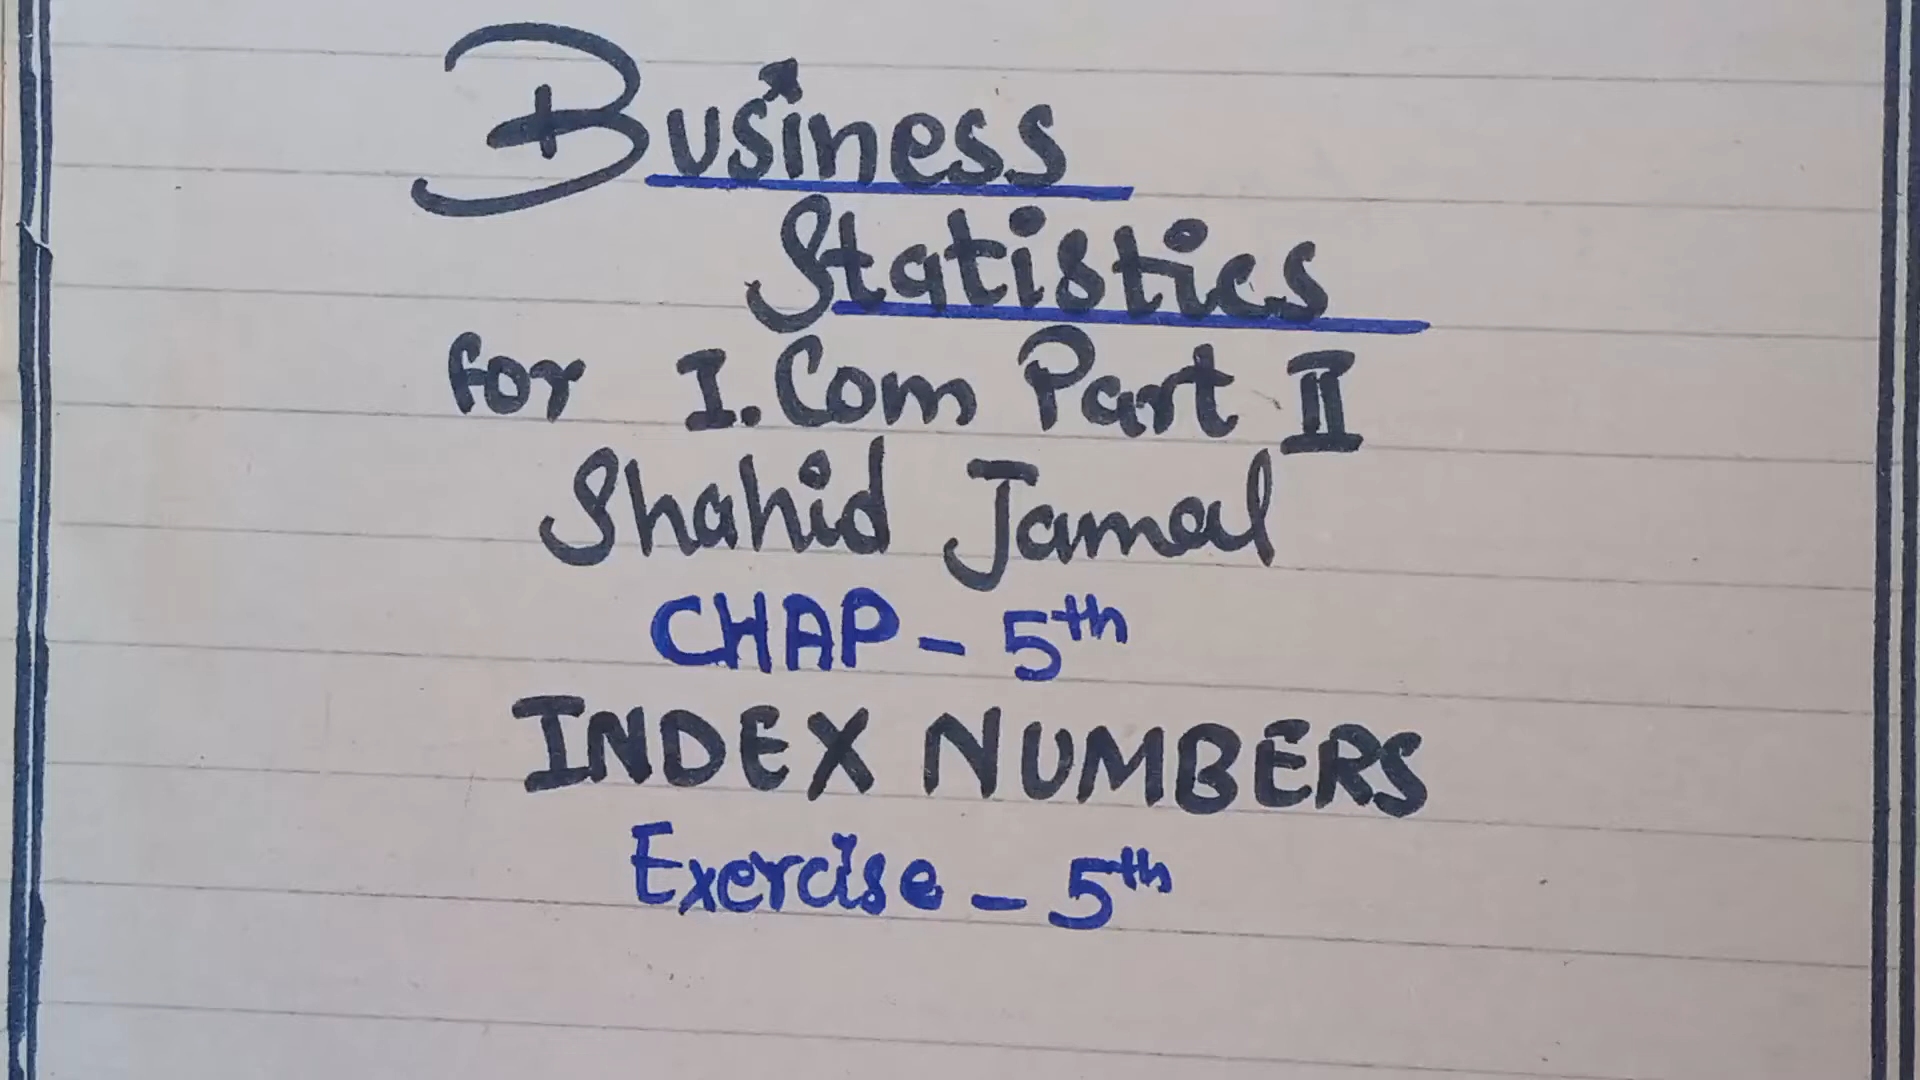 Business
Statistics
for I.Com Part II
Shahid Jamal
CHAP - 5th
INDEX NUMBERS
Exercise - 5th